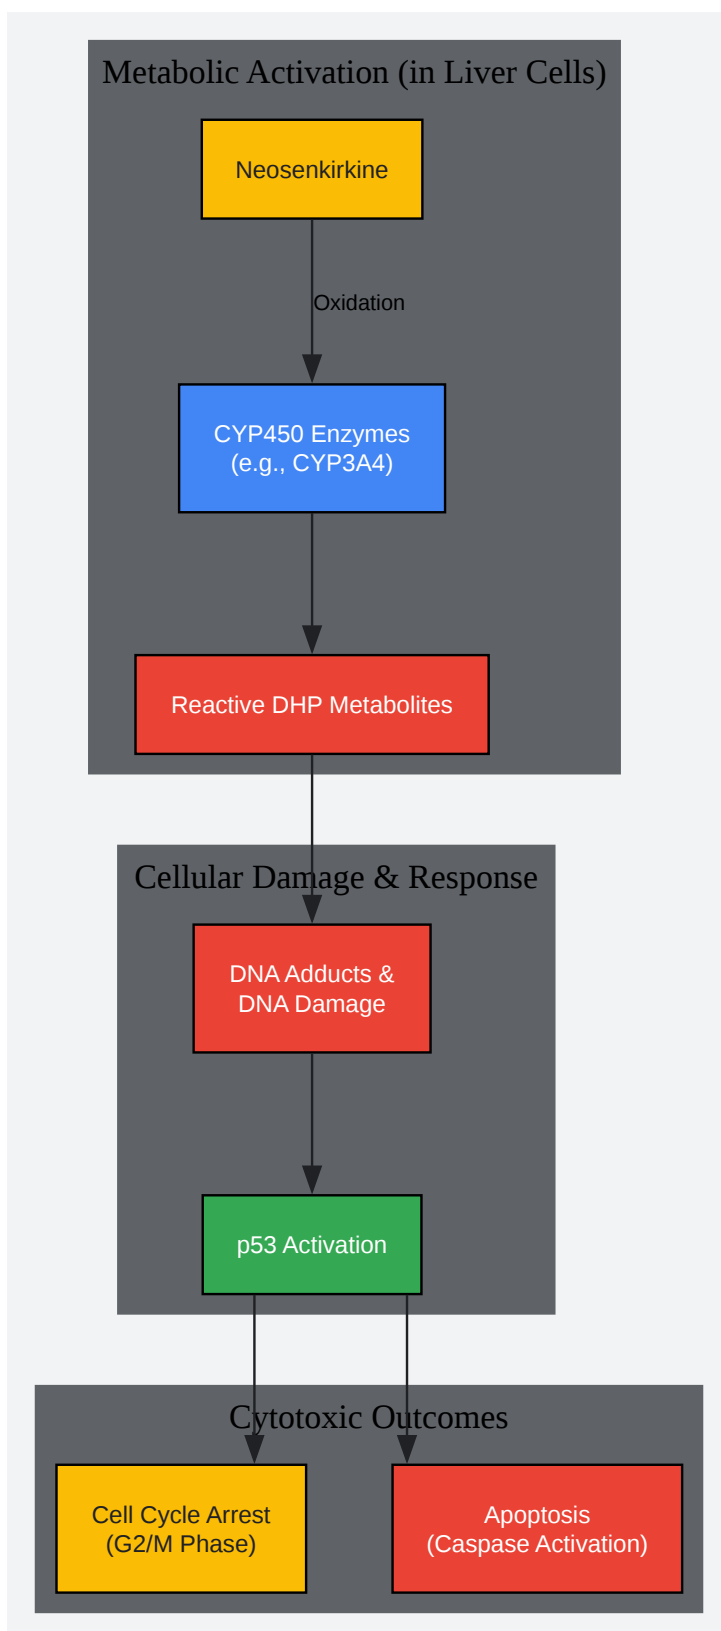 Metabolic Activation (in Liver Cells)
Neosenkirkine
Oxidation
CYP450 Enzymes
(e.g., CYP3A4)
Reactive DHP Metabolites
Cellular Damage & Response
DNA Adducts &
DNA Damage
p53 Activation
Cytotoxic Outcomes
Cell Cycle Arrest
(G2/M Phase)
Apoptosis
(Caspase Activation)